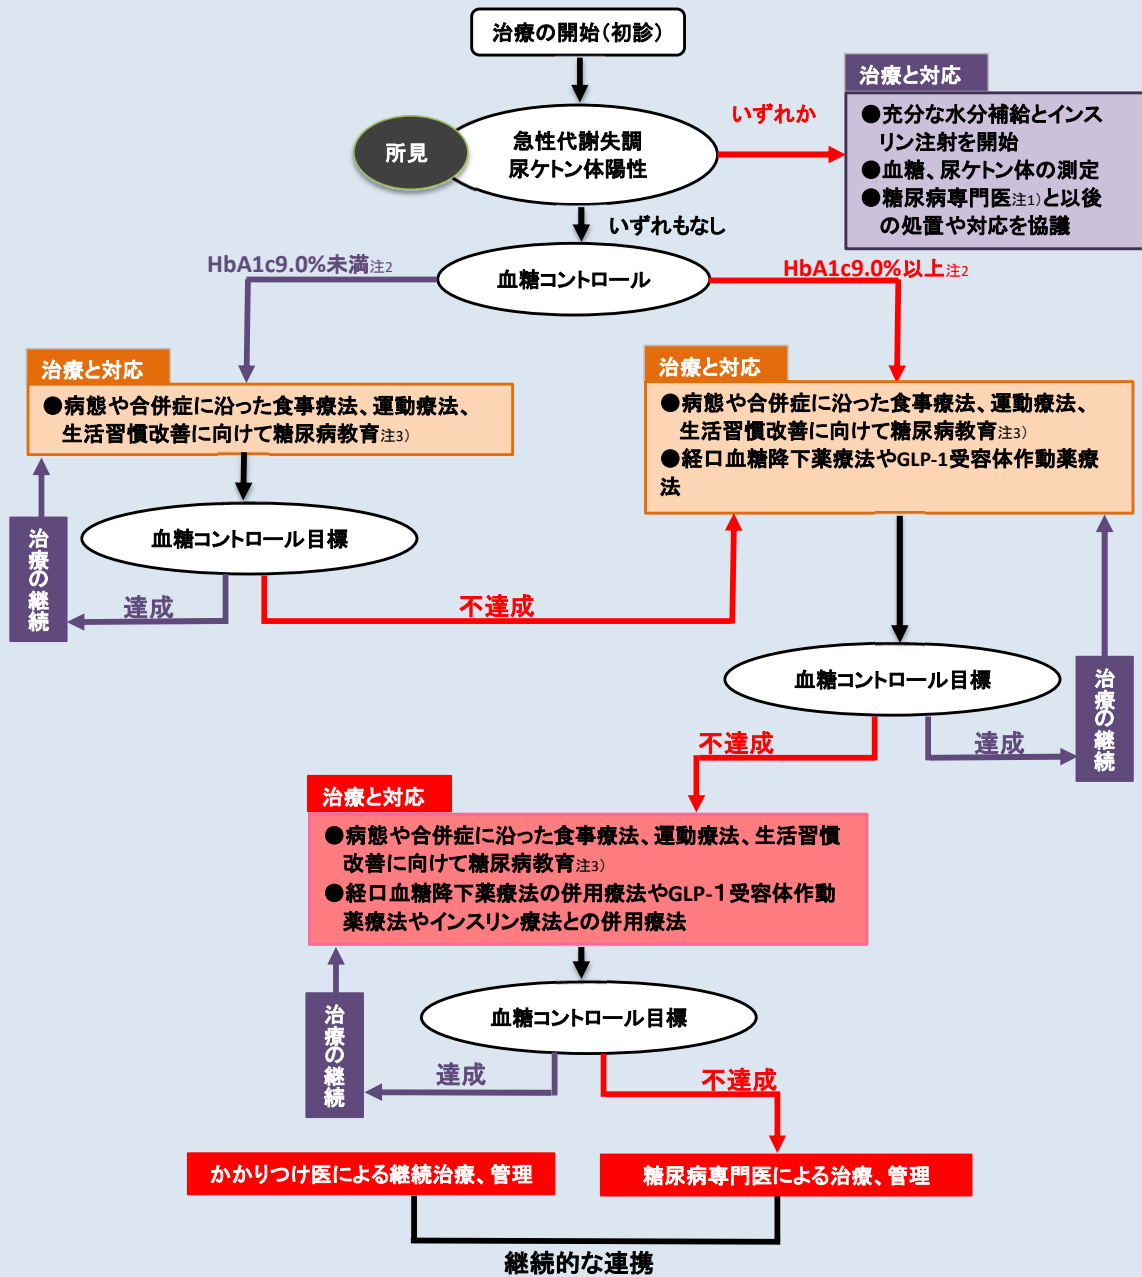 治療の開始(初診)
治療と対応
いずれか
●充分な水分補給とインス
リン注射を開始
●血糖、尿ケトン体の測定
●糖尿病専門医注1)と以後
の処置や対応を協議
所見
急性代謝失調
尿ケトン体陽性
いずれもなし
HbA1c9.0%未満注2
血糖コントロール
HbA1c9.0%以上注2
治療と対応
●病態や合併症に沿った食事療法、運動療法、
生活習慣改善に向けて糖尿病教育注3)
治療と対応
●病態や合併症に沿った食事療法、運動療法、
生活習慣改善に向けて糖尿病教育注3)
●経口血糖降下薬療法やGLP-1受容体作動薬療
法
血糖コントロール目標
治療の継続
達成
不達成
血糖コントロール目標
治療の継続
不達成
達成
治療と対応
●病態や合併症に沿った食事療法、運動療法、生活習慣
改善に向けて糖尿病教育注3)
●経口血糖降下薬療法の併用療法やGLP-1受容体作動
薬療法やインスリン療法との併用療法
血糖コントロール目標
治療の継続
達成
不達成
かかりつけ医による継続治療、管理
糖尿病専門医による治療、管理
継続的な連携